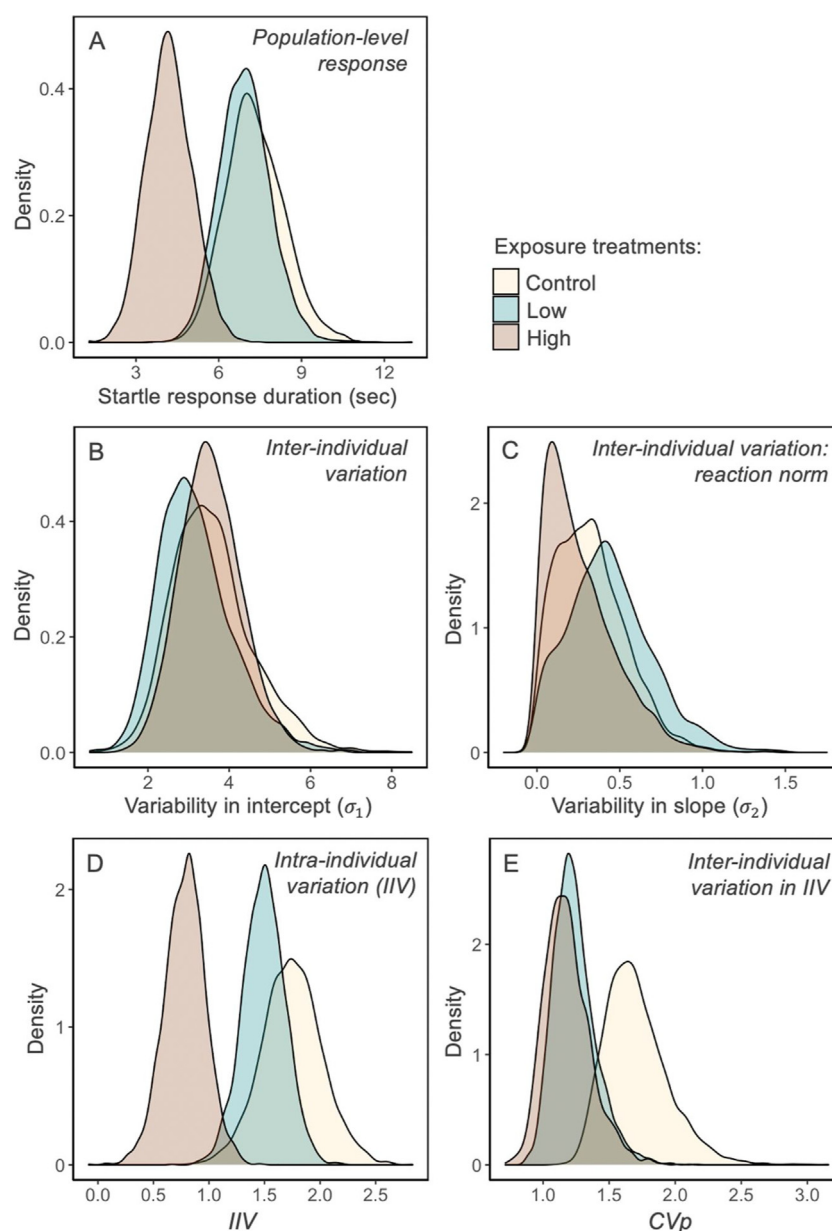 A
Population-level
response
0.4
0.2
0.0
Density
3 6 9 12
Startle response duration (sec)
Exposure treatments:
Control
Low
High
B
Inter-individual
variation
0.4
0.2
0.0
Density
2 4 6 8
Variability in intercept (σ₁)
C
Inter-individual variation:
reaction norm
2
1
0
Density
0.0 0.5 1.0 1.5
Variability in slope (σ₂)
D
Intra-individual
variation (IIV)
2
1
0
Density
0.0 0.5 1.0 1.5 2.0 2.5
IIV
E
Inter-individual
variation in IIV
2
1
0
Density
1.0 1.5 2.0 2.5 3.0
CVp